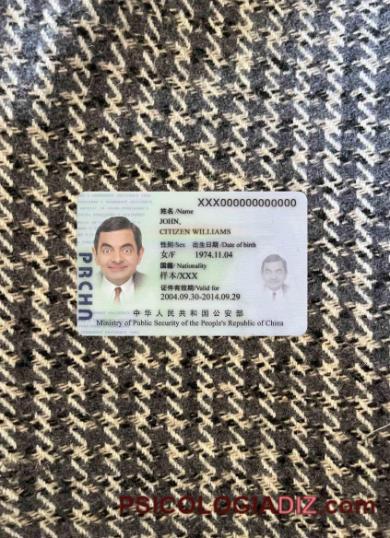 XXX000000000000
姓名/Name
JOHN,
CITIZEN WILLIAMS
性别/Sex 出生日期/Date of birth
女/F 1974.11.04
国籍/Nationality
样本/XXX
证件有效期/Valid for
2004.09.30-2014.09.29
中华人民共和国公安部
Ministry of Public Security of the People's Republic of China
PRCHN
PSICOLOGIADIZ.com